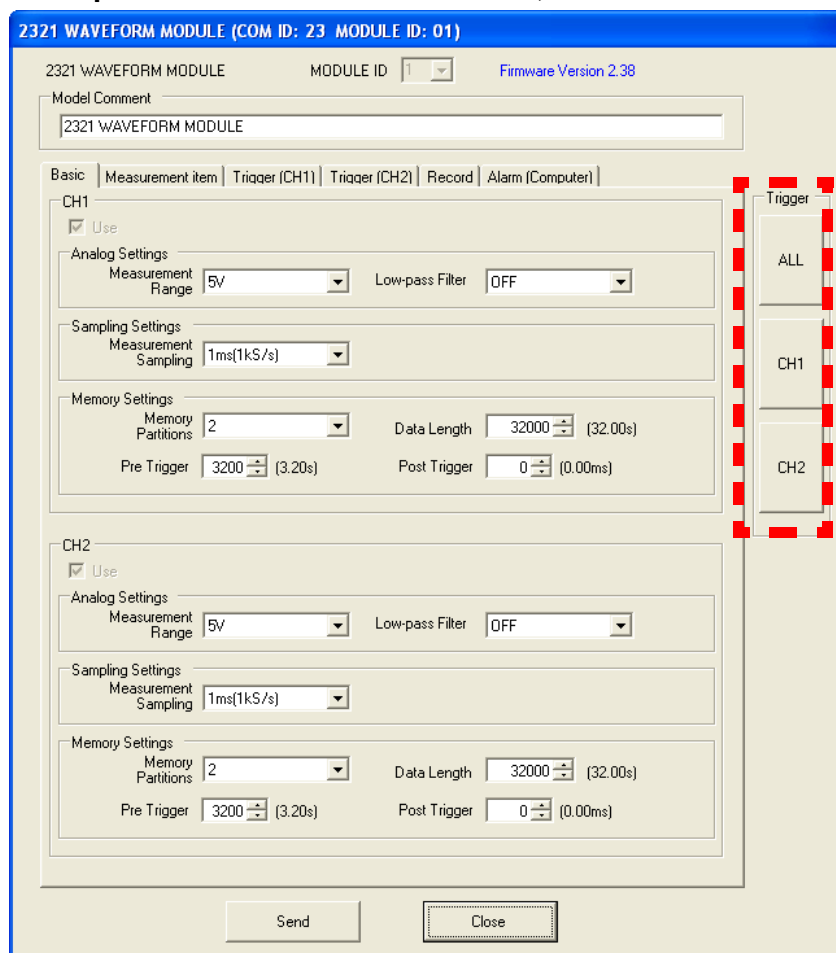 2321 WAVEFORM MODULE (COM ID: 23 MODULE ID: 01)
2321 WAVEFORM MODULE MODULE ID 1 Firmware Version 2.38
Model Comment
2321 WAVEFORM MODULE
Basic Measurement item Trigger (CH1) Trigger (CH2) Record Alarm (Computer)
CH1
Use
Analog Settings
Measurement Range 5V Low-pass Filter OFF
Sampling Settings
Measurement Sampling 1ms(1kS/s)
Memory Settings
Memory Partitions 2 Data Length 32000 (32.00s)
Pre Trigger 3200 (3.20s) Post Trigger 0 (0.00ms)
CH2
Use
Analog Settings
Measurement Range 5V Low-pass Filter OFF
Sampling Settings
Measurement Sampling 1ms(1kS/s)
Memory Settings
Memory Partitions 2 Data Length 32000 (32.00s)
Pre Trigger 3200 (3.20s) Post Trigger 0 (0.00ms)
Trigger
ALL
CH1
CH2
Send Close